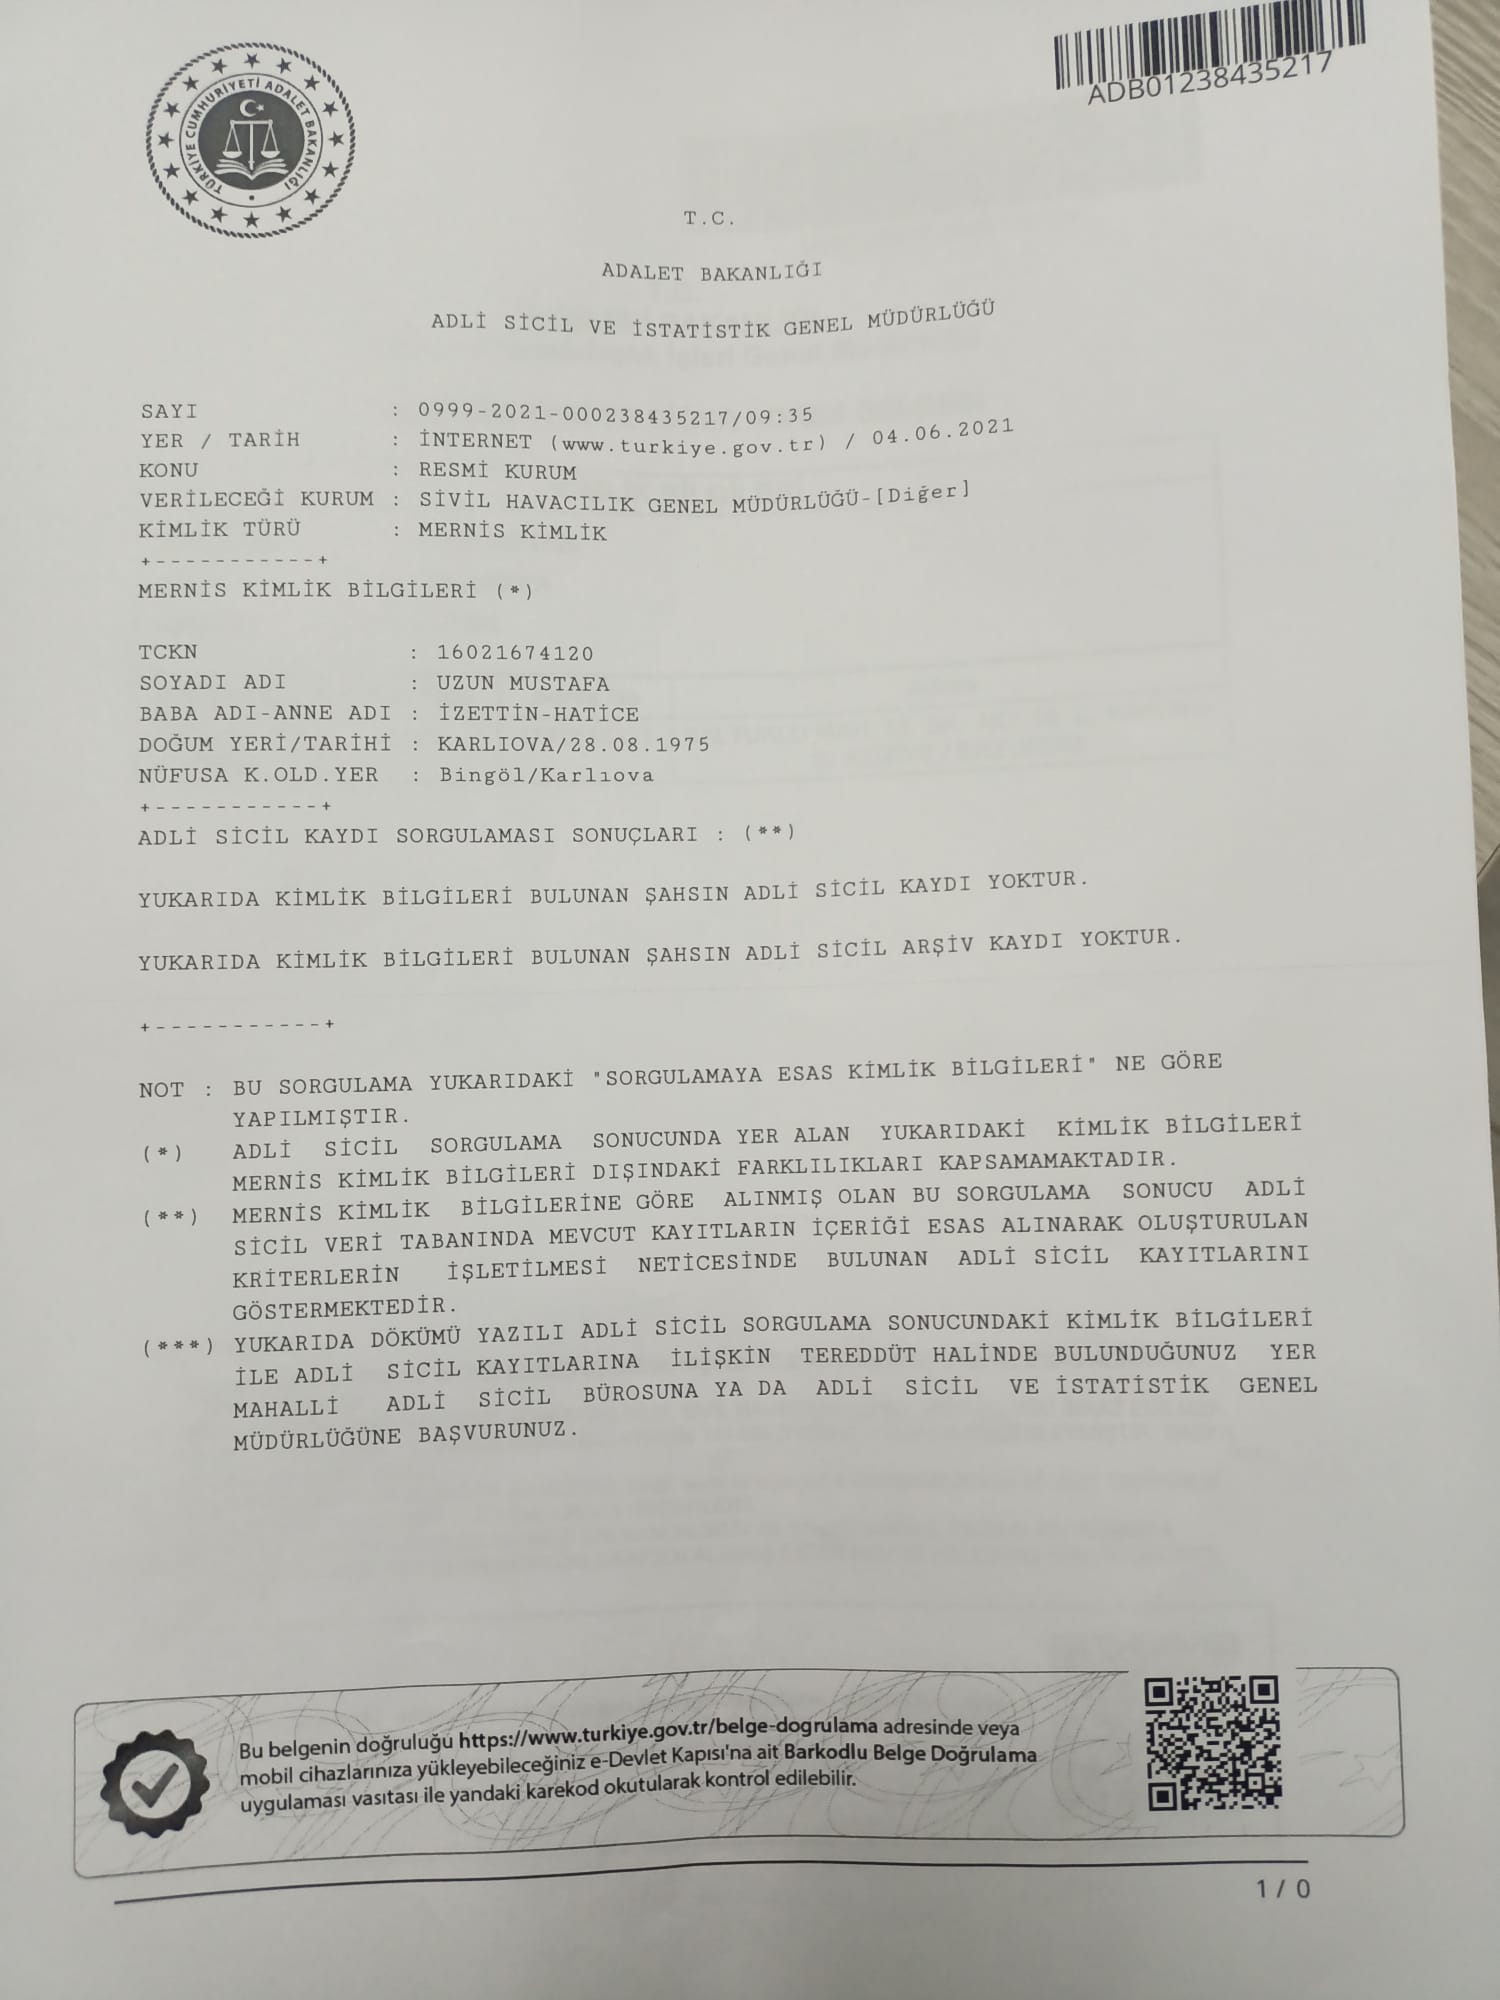 TÜRKİYE CUMHURİYETİ ADALET BAKANLIĞI
ADB01238435217
T.C.
ADALET BAKANLIĞI
ADLİ SİCİL VE İSTATİSTİK GENEL MÜDÜRLÜĞÜ
SAYI : 0999-2021-000238435217/09:35
YER / TARİH : İNTERNET (www.turkiye.gov.tr) / 04.06.2021
KONU : RESMİ KURUM
VERİLECEĞİ KURUM : SİVİL HAVACILIK GENEL MÜDÜRLÜĞÜ-[Diğer]
KİMLİK TÜRÜ : MERNİS KİMLİK
+-----------+
MERNİS KİMLİK BİLGİLERİ (*)
TCKN : 16021674120
SOYADI ADI : UZUN MUSTAFA
BABA ADI-ANNE ADI : İZETTİN-HATİCE
DOĞUM YERİ/TARİHİ : KARLIOVA/28.08.1975
NÜFUSA K.OLD.YER : Bingöl/Karlıova
+-----------+
ADLİ SİCİL KAYDI SORGULAMASI SONUÇLARI : (**)
YUKARIDA KİMLİK BİLGİLERİ BULUNAN ŞAHSIN ADLİ SİCİL KAYDI YOKTUR.
YUKARIDA KİMLİK BİLGİLERİ BULUNAN ŞAHSIN ADLİ SİCİL ARŞİV KAYDI YOKTUR.
+-----------+
NOT : BU SORGULAMA YUKARIDAKİ "SORGULAMAYA ESAS KİMLİK BİLGİLERİ" NE GÖRE
YAPILMIŞTIR.
(*) ADLİ SİCİL SORGULAMA SONUCUNDA YER ALAN YUKARIDAKİ KİMLİK BİLGİLERİ
MERNİS KİMLİK BİLGİLERİ DIŞINDAKİ FARKLILIKLARI KAPSAMAMAKTADIR.
(**) MERNİS KİMLİK BİLGİLERİNE GÖRE ALINMIŞ OLAN BU SORGULAMA SONUCU ADLİ
SİCİL VERİ TABANINDA MEVCUT KAYITLARIN İÇERİĞİ ESAS ALINARAK OLUŞTURULAN
KRİTERLERİN İŞLETİLMESİ NETİCESİNDE BULUNAN ADLİ SİCİL KAYITLARINI
GÖSTERMEKTEDİR.
(***) YUKARIDA DÖKÜMÜ YAZILI ADLİ SİCİL SORGULAMA SONUCUNDAKİ KİMLİK BİLGİLERİ
İLE ADLİ SİCİL KAYITLARINA İLİŞKİN TEREDDÜT HALİNDE BULUNDUĞUNUZ YER
MAHALLİ ADLİ SİCİL BÜROSUNA YA DA ADLİ SİCİL VE İSTATİSTİK GENEL
MÜDÜRLÜĞÜNE BAŞVURUNUZ.
Bu belgenin doğruluğu https://www.turkiye.gov.tr/belge-dogrulama adresinde veya
mobil cihazlarınıza yükleyebileceğiniz e-Devlet Kapısı'na ait Barkodlu Belge Doğrulama
uygulaması vasıtası ile yandaki karekod okutularak kontrol edilebilir.
1 / 0